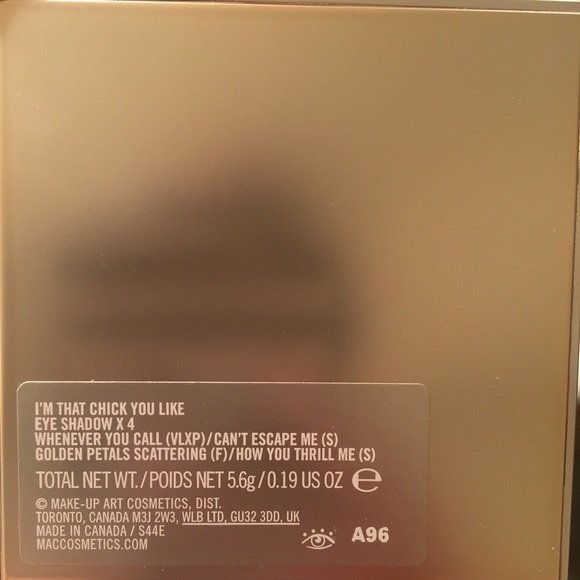 I'M THAT CHICK YOU LIKE
EYE SHADOW X 4
WHENEVER YOU CALL (VLXP)/CAN'T ESCAPE ME (S)
GOLDEN PETALS SCATTERING (F)/HOW YOU THRILL ME (S)
TOTAL NET WT./POIDS NET 5.6g/0.19 US OZ ℮
© MAKE-UP ART COSMETICS, DIST.
TORONTO, CANADA M3J 2W3, WLB LTD, GU32 3DD, UK
MADE IN CANADA / S44E
MACCOSMETICS.COM
A96